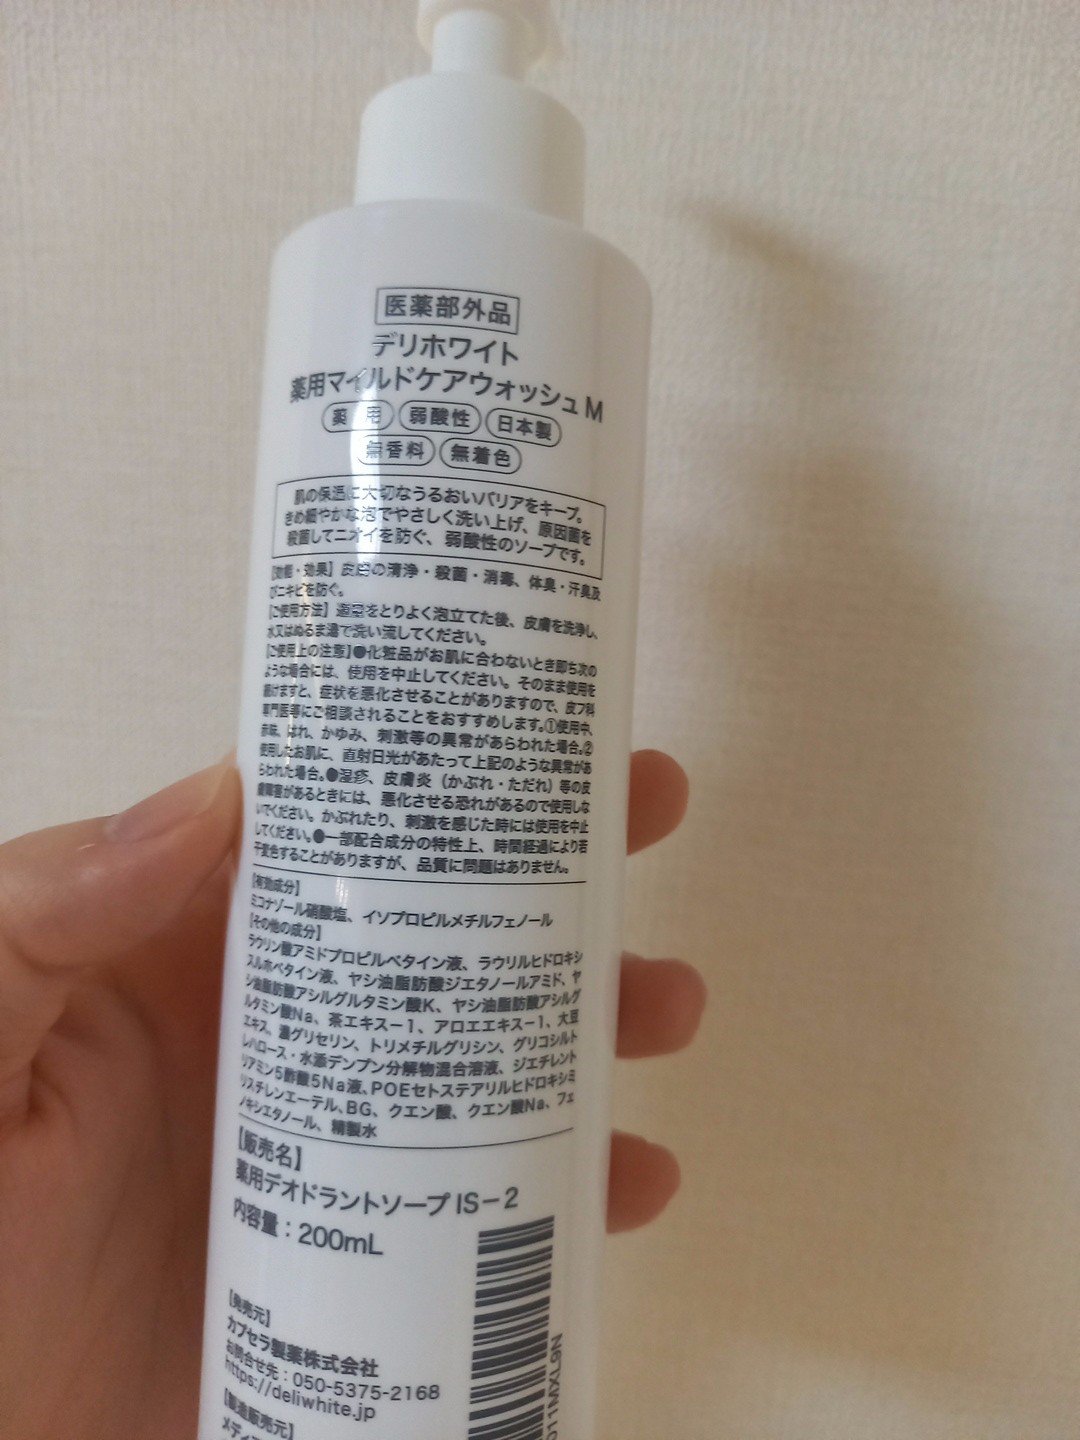 医薬部外品
デリホワイト
薬用マイルドケアウォッシュM
薬用 弱酸性 日本製
無香料 無着色
肌の保湿に大切なうるおいバリアをキープ。
きめ細やかな泡でやさしく洗い上げ、原因菌を
殺菌してニオイを防ぐ、弱酸性のソープです。
【効能・効果】皮膚の清浄・殺菌・消毒、体臭・汗臭及
びニキビを防ぐ。
【ご使用方法】適量をとりよく泡立てた後、皮膚を洗浄し、
水又はぬるま湯で洗い流してください。
【ご使用上の注意】●化粧品がお肌に合わないとき即ち次の
ような場合には、使用を中止してください。そのまま使用を
続けますと、症状を悪化させることがありますので、皮フ科
専門医等にご相談されることをおすすめします。①使用中、
赤味、はれ、かゆみ、刺激等の異常があらわれた場合。②
使用したお肌に、直射日光があたって上記のような異常があ
らわれた場合。●湿疹、皮膚炎（かぶれ・ただれ）等の皮
膚障害があるときには、悪化させる恐れがあるので使用しな
いでください。かぶれたり、刺激を感じた時には使用を中止
してください。●一部配合成分の特性上、時間経過により若
干変色することがありますが、品質に問題はありません。
【有効成分】
ミコナゾール硝酸塩、イソプロピルメチルフェノール
【その他の成分】
ラウリン酸アミドプロピルベタイン液、ラウリルヒドロキシ
スルホベタイン液、ヤシ油脂肪酸ジエタノールアミド、ヤ
シ油脂肪酸アシルグルタミン酸K、ヤシ油脂肪酸アシルグ
ルタミン酸Na、茶エキス－1、アロエエキス－1、大豆
エキス、濃グリセリン、トリメチルグリシン、グリコシルト
レハロース・水添デンプン分解物混合溶液、ジエチレント
リアミン5酢酸5Na液、POEセトステアリルヒドロキシミ
リスチレンエーテル、BG、クエン酸、クエン酸Na、フェ
ノキシエタノール、精製水
【販売名】
薬用デオドラントソープIS－2
内容量：200mL
【発売元】
カプセラ製薬株式会社
お問合せ先：050-5375-2168
https://deliwhite.jp
【製造販売元】
メディア
011MXL9N